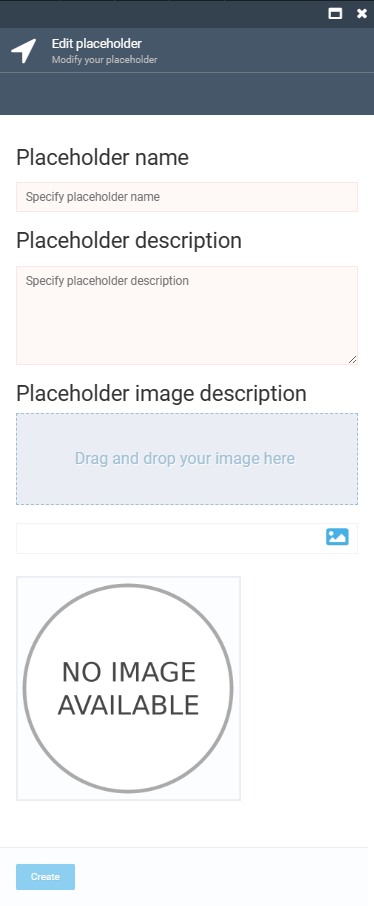 Edit placeholder
Modify your placeholder
Placeholder name
Specify placeholder name
Placeholder description
Specify placeholder description
Placeholder image description
Drag and drop your image here
NO IMAGE
AVAILABLE
Create